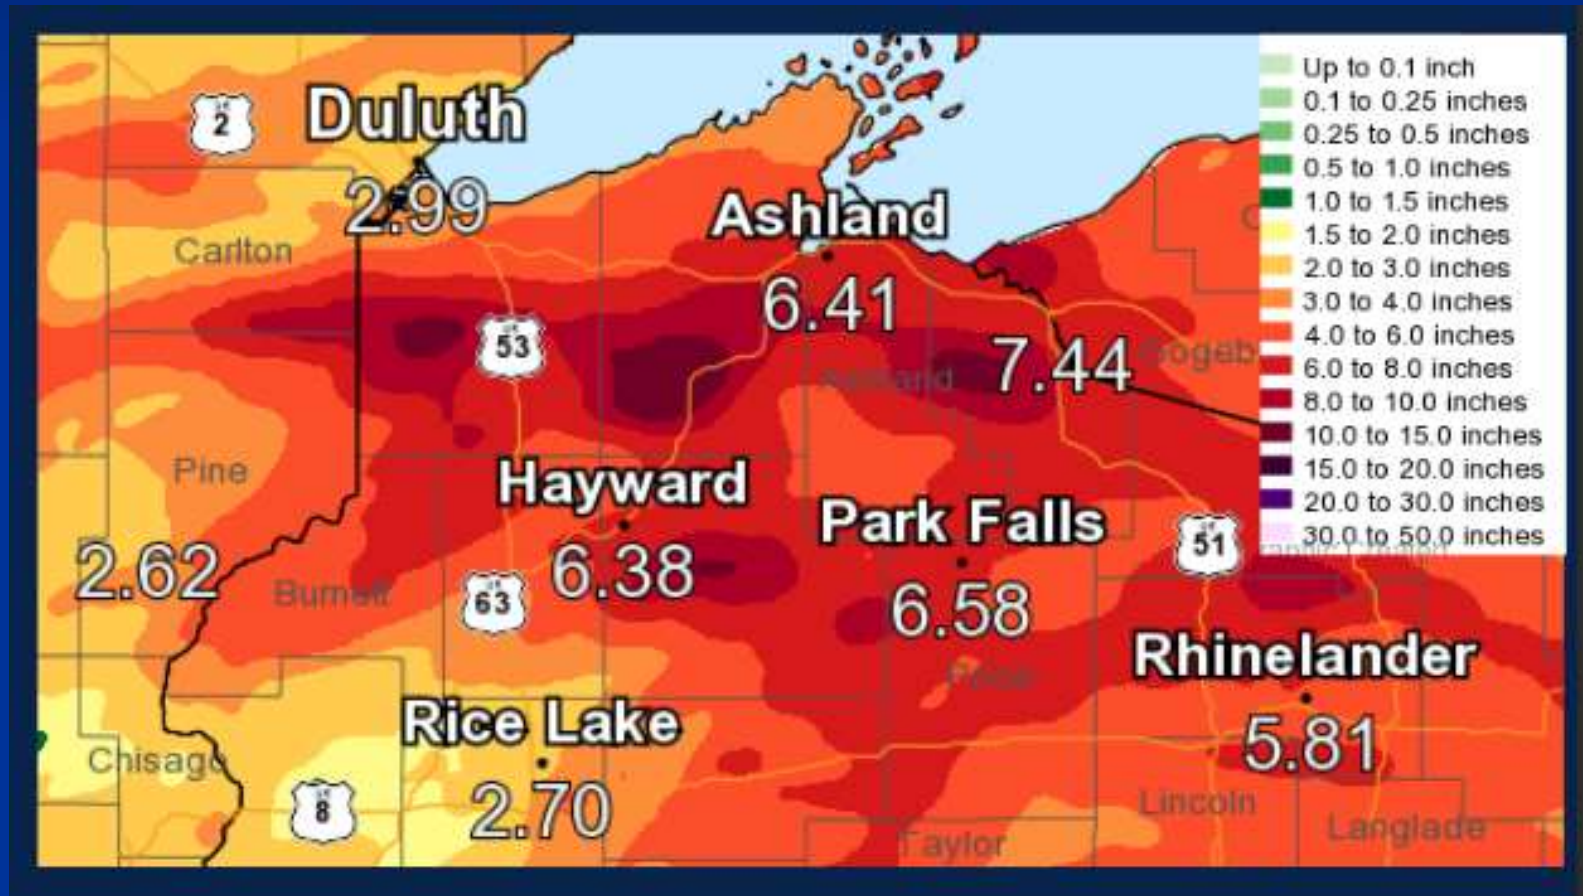 Up to 0.1 inch
0.1 to 0.25 inches
0.25 to 0.5 inches
0.5 to 1.0 inches
1.0 to 1.5 inches
1.5 to 2.0 inches
2.0 to 3.0 inches
3.0 to 4.0 inches
4.0 to 6.0 inches
6.0 to 8.0 inches
8.0 to 10.0 inches
10.0 to 15.0 inches
15.0 to 20.0 inches
20.0 to 30.0 inches
30.0 to 50.0 inches
2
Duluth
2.99
Carlton
Ashland
6.41
US
53
7.44
Gogeb
Ashland
Pine
Hayward
6.38
Park Falls
6.58
US
51
2.62
Burnett
US
63
Price
Rhinelander
5.81
Rice Lake
2.70
Chisago
8
Lincoln
Langlade
Taylor